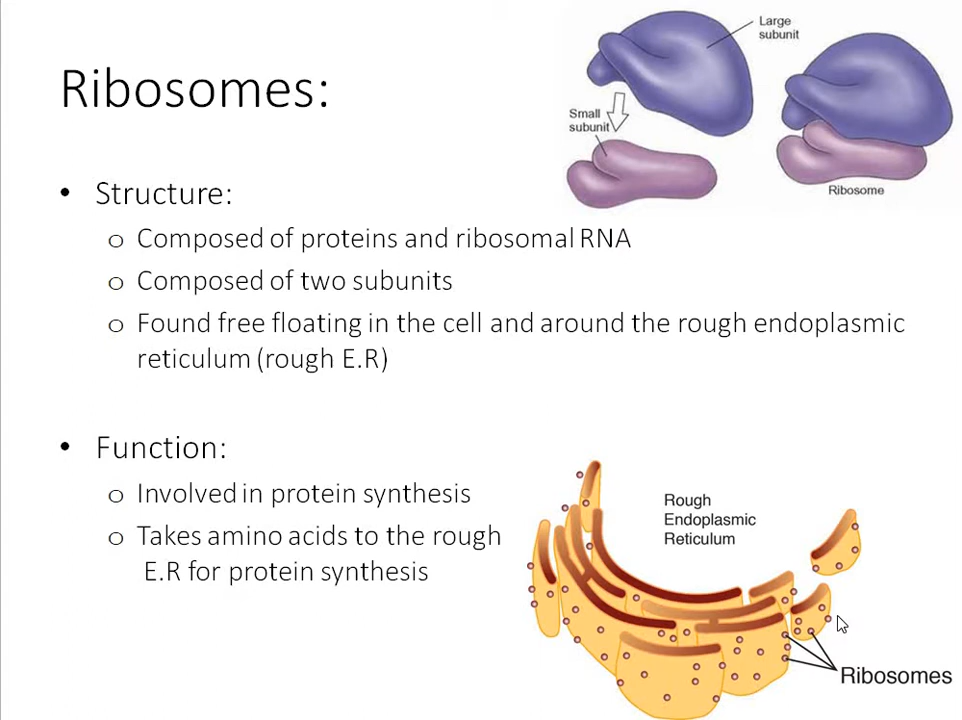 Ribosomes:
Large
subunit
Small
subunit
Ribosome
• Structure:
o Composed of proteins and ribosomal RNA
o Composed of two subunits
o Found free floating in the cell and around the rough endoplasmic
reticulum (rough E.R)
• Function:
o Involved in protein synthesis
o Takes amino acids to the rough
E.R for protein synthesis
Rough
Endoplasmic
Reticulum
Ribosomes